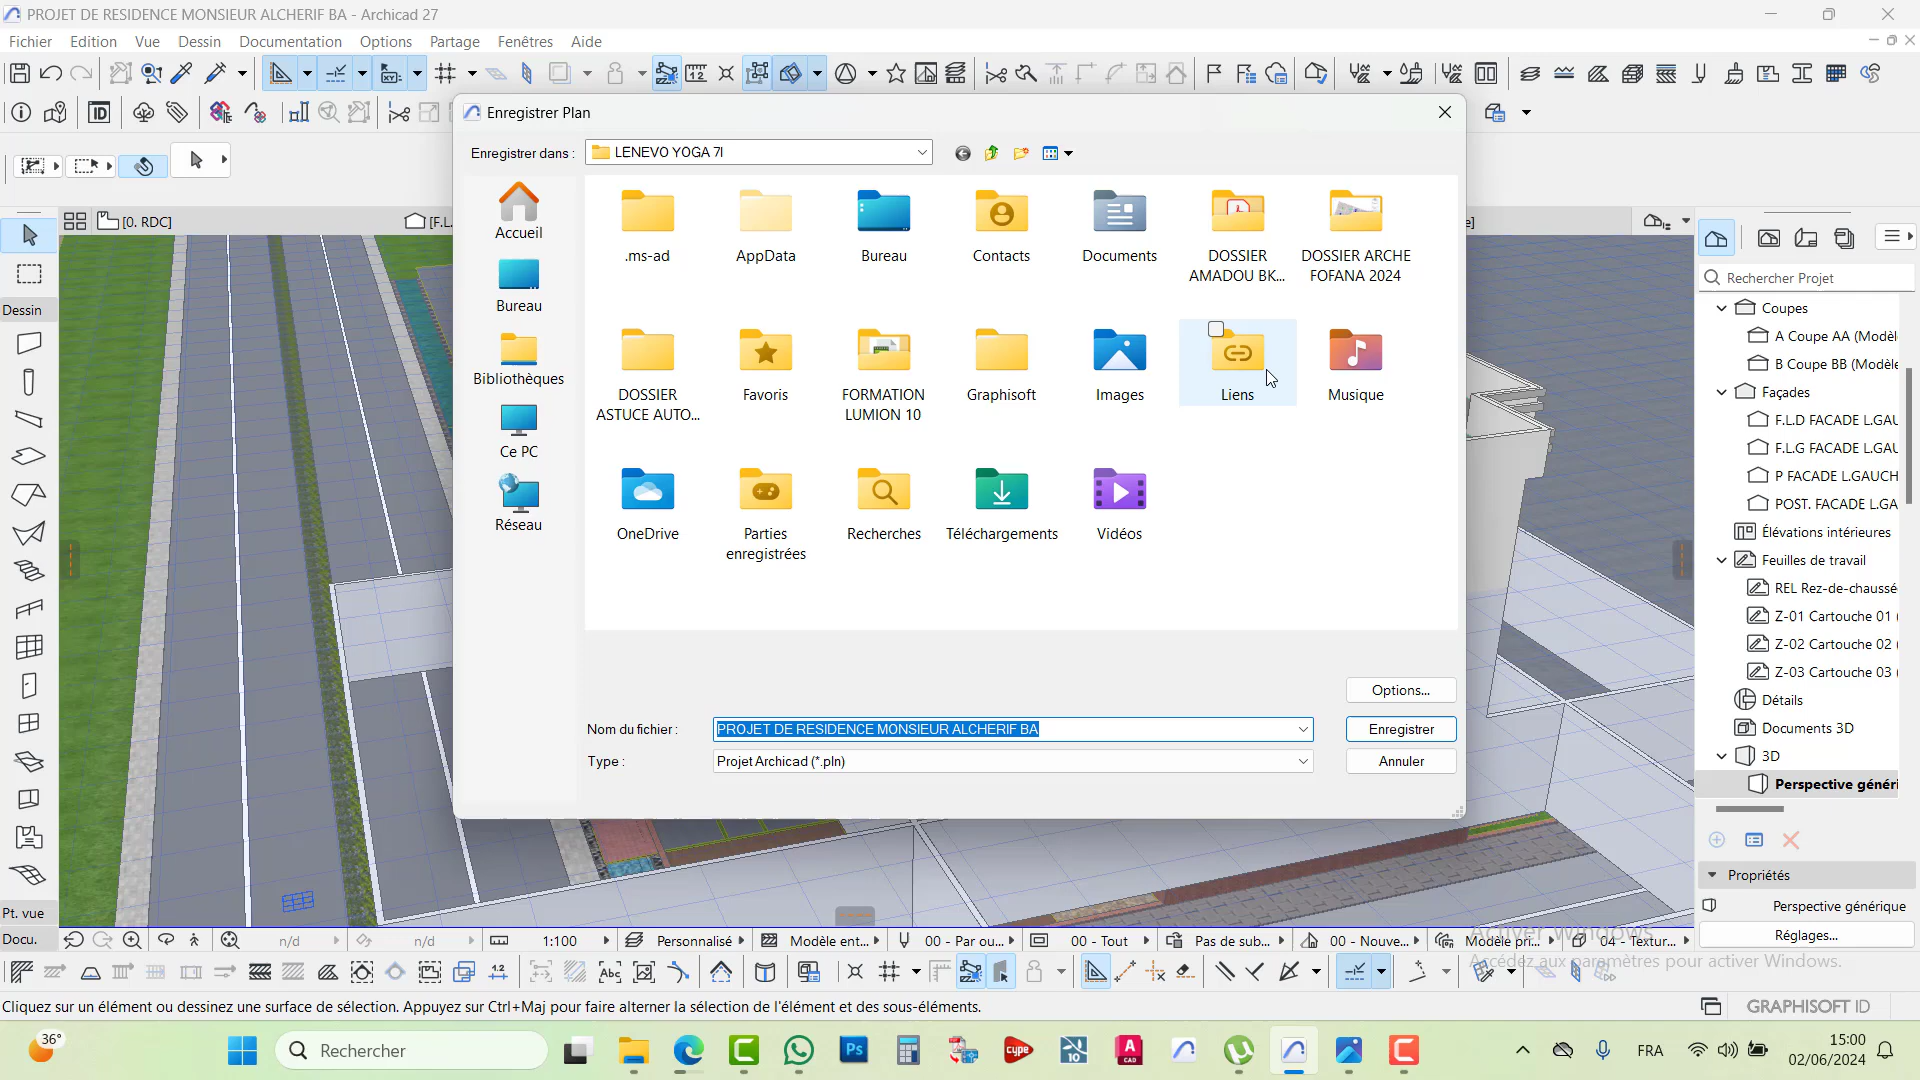 PROJET DE RESIDENCE MONSIEUR ALCHERIF BA - Archicad 27
Fichier Edition Vue Dessin Documentation Options Partage Fenêtres Aide
Enregistrer Plan
Enregistrer dans : LENEVO YOGA 7I
[0. RDC]
[F.L.
e]
Accueil
Bureau
Bibliothèques
Ce PC
Réseau
.ms-ad
AppData
Bureau
Contacts
Documents
DOSSIER AMADOU BK...
DOSSIER ARCHE FOFANA 2024
DOSSIER ASTUCE AUTO...
Favoris
FORMATION LUMION 10
Graphisoft
Images
Liens
Musique
OneDrive
Parties enregistrées
Recherches
Téléchargements
Vidéos
Options...
Nom du fichier : PROJET DE RESIDENCE MONSIEUR ALCHERIF BA
Enregistrer
Type : Projet Archicad (*.pln)
Annuler
Dessin
Pt. vue
Docu.
Rechercher Projet
Coupes
A Coupe AA (Modèl
B Coupe BB (Modèle
Façades
F.L.D FACADE L.GAU
F.L.G FACADE L.GAU
P FACADE L.GAUCH
POST. FACADE L.GA
Élévations intérieures
Feuilles de travail
REL Rez-de-chaussé
Z-01 Cartouche 01 (
Z-02 Cartouche 02 (
Z-03 Cartouche 03 (
Détails
Documents 3D
3D
Perspective généri
Propriétés
Perspective générique
Réglages...
n/d
n/d
1:100
Personnalisé
Modèle ent...
00 - Par ou...
00 - Tout
Pas de sub...
00 - Nouve...
Modèle pri...
04 - Textur...
Activer Windows
Accédez aux paramètres pour activer Windows.
Cliquez sur un élément ou dessinez une surface de sélection. Appuyez sur Ctrl+Maj pour faire alterner la sélection de l'élément et des sous-éléments.
GRAPHISOFT ID
36°
Rechercher
FRA
15:00
02/06/2024